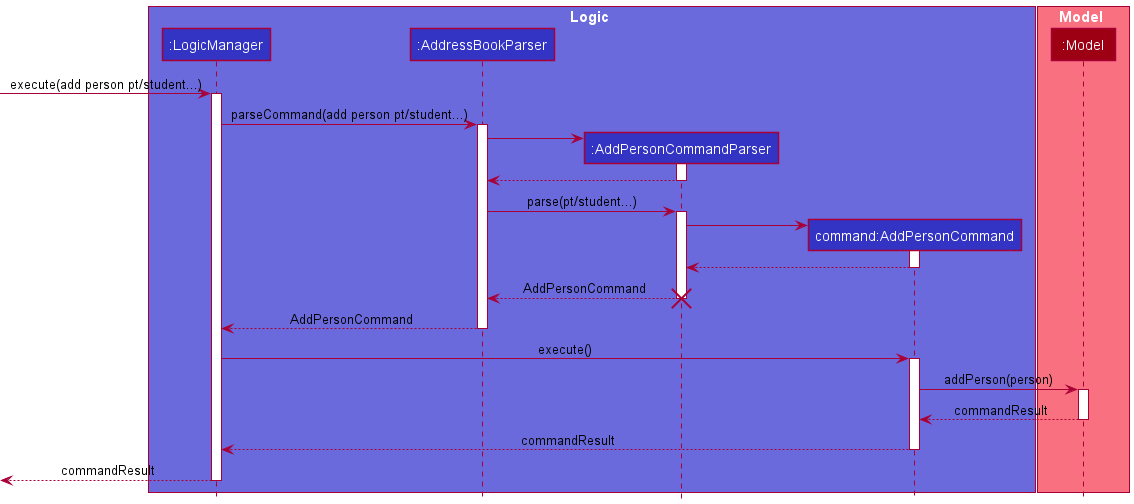 Logic
Model
:LogicManager
:AddressBookParser
:Model
execute(add person pt/student...)
parseCommand(add person pt/student...)
:AddPersonCommandParser
parse(pt/student...)
command:AddPersonCommand
AddPersonCommand
AddPersonCommand
execute()
addPerson(person)
commandResult
commandResult
commandResult